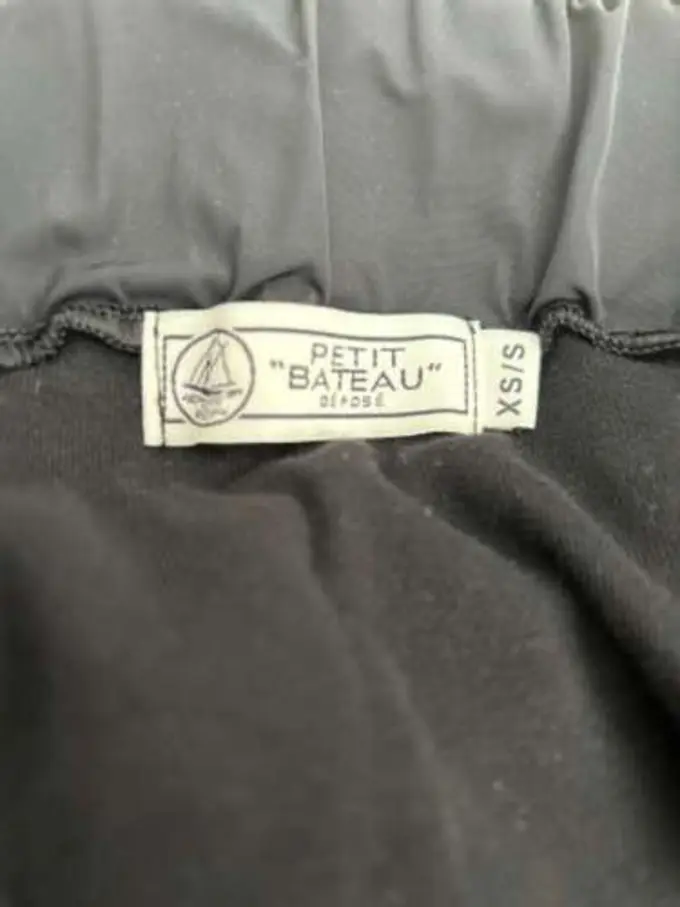 PETIT
"BATEAU"
DÉPOSÉ
XS/S